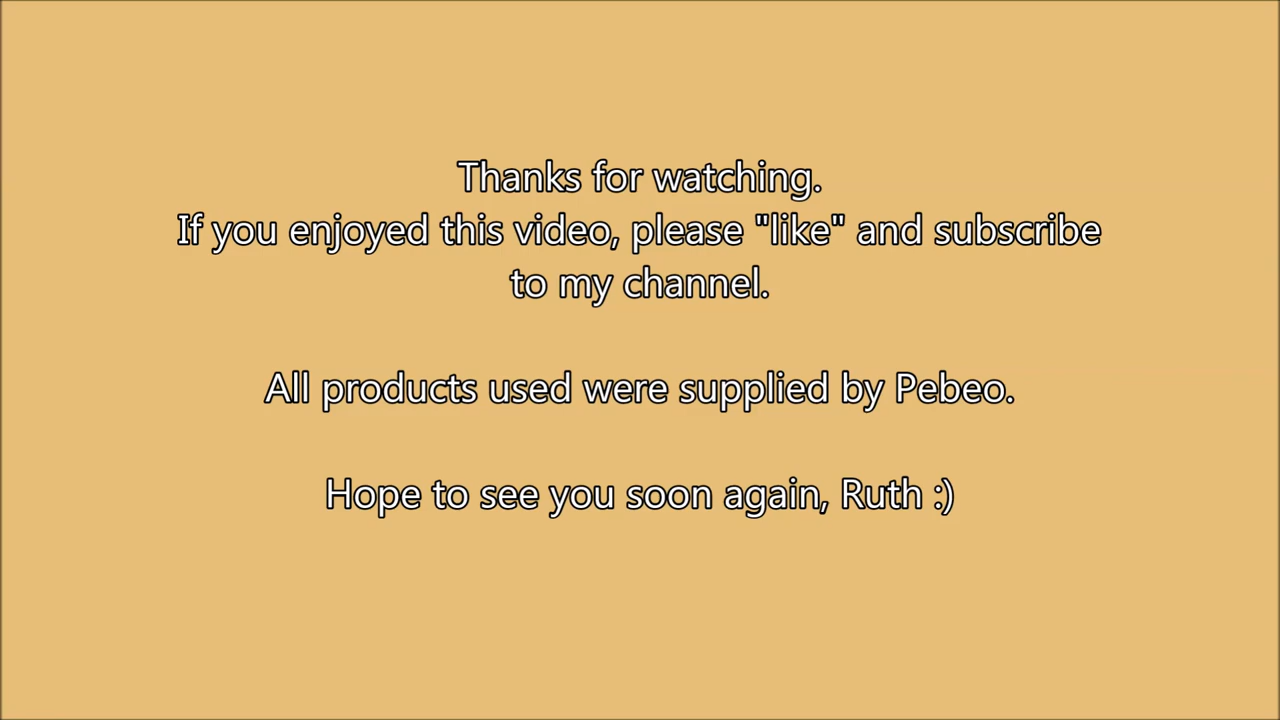 Thanks for watching.
If you enjoyed this video, please "like" and subscribe
to my channel.
All products used were supplied by Pebeo.
Hope to see you soon again, Ruth :)